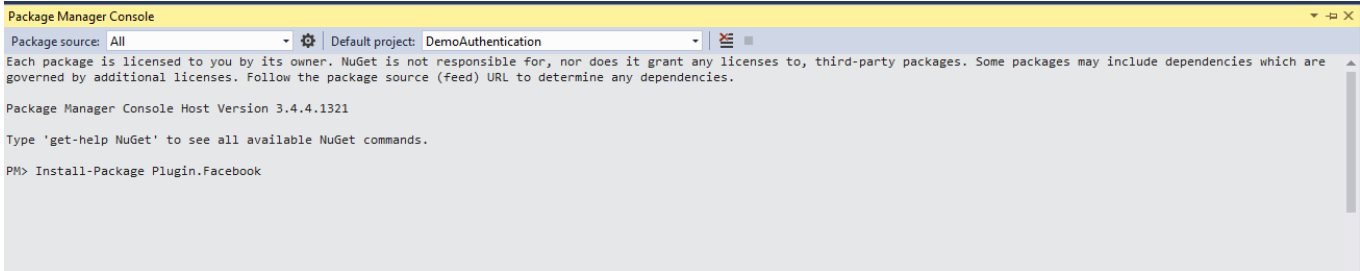 Package Manager Console
Package source: All Default project: DemoAuthentication
Each package is licensed to you by its owner. NuGet is not responsible for, nor does it grant any licenses to, third-party packages. Some packages may include dependencies which are
governed by additional licenses. Follow the package source (feed) URL to determine any dependencies.
Package Manager Console Host Version 3.4.4.1321
Type 'get-help NuGet' to see all available NuGet commands.
PM> Install-Package Plugin.Facebook